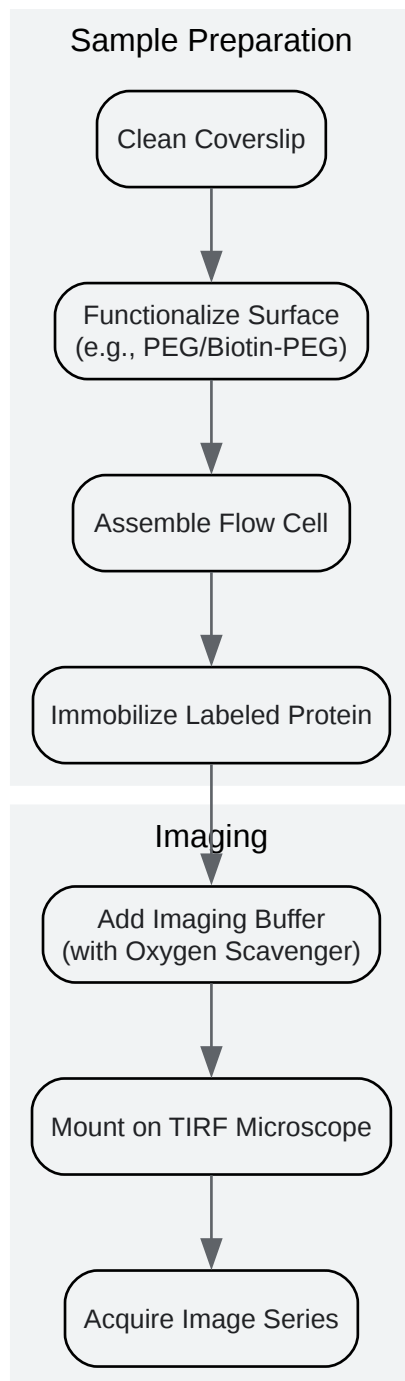 Sample Preparation
Clean Coverslip
Functionalize Surface
(e.g., PEG/Biotin-PEG)
Assemble Flow Cell
Immobilize Labeled Protein
Imaging
Add Imaging Buffer
(with Oxygen Scavenger)
Mount on TIRF Microscope
Acquire Image Series